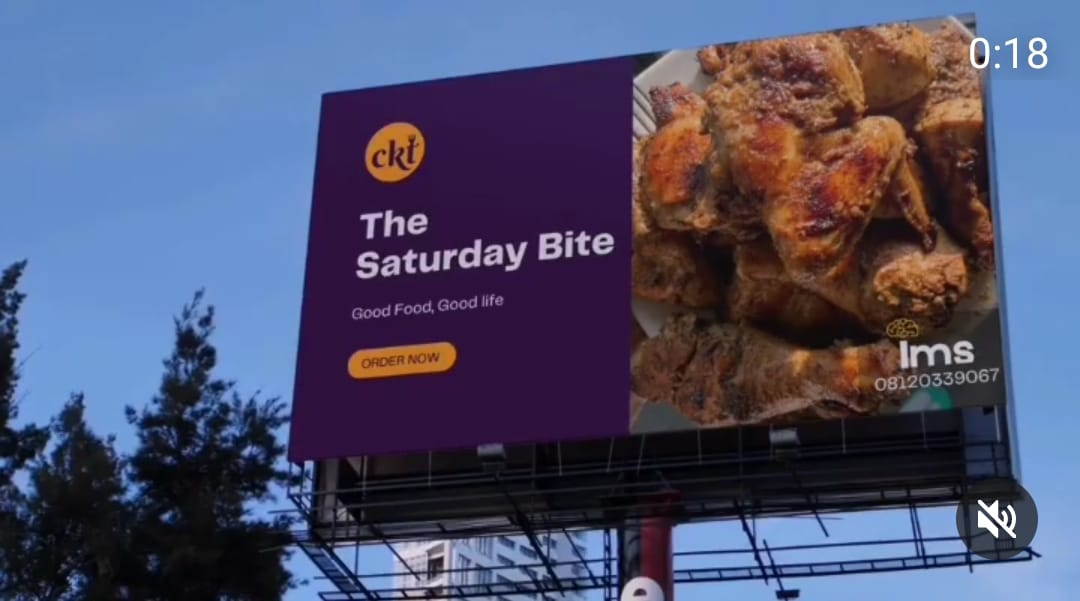 0:18
ckt
The
Saturday Bite
Good Food, Good life
ORDER NOW
lms
08120339067
e